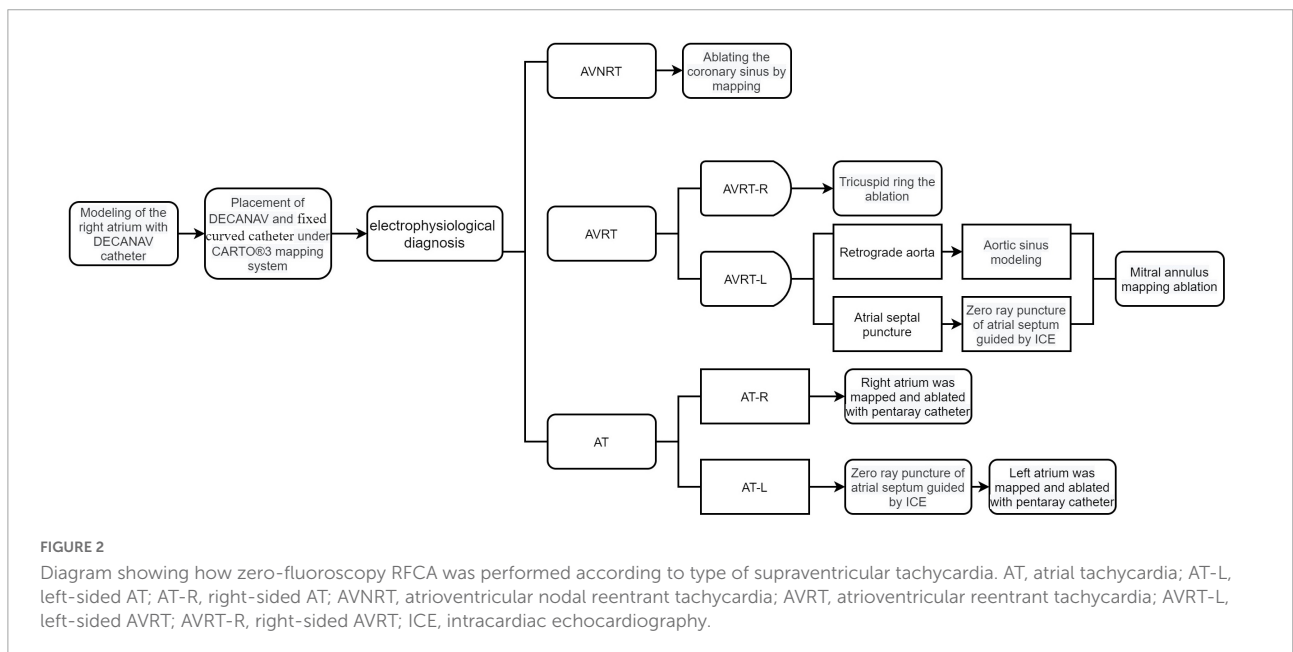 Modeling of the
right atrium with
DECANAV
catheter
Placement of
DECANAV and fixed
curved catheter under
CARTO®3 mapping
system
electrophysiological
diagnosis
AVNRT
Ablating the
coronary sinus by
mapping
AVRT
AVRT-R
Tricuspid ring the
ablation
AVRT-L
Retrograde aorta
Aortic sinus
modeling
Atrial septal
puncture
Zero ray puncture
of atrial septum
guided by ICE
Mitral annulus
mapping ablation
AT
AT-R
Right atrium was
mapped and ablated
with pentaray catheter
AT-L
Zero ray puncture of
atrial septum guided
by ICE
Left atrium was
mapped and ablated
with pentaray catheter
FIGURE 2
Diagram showing how zero-fluoroscopy RFCA was performed according to type of supraventricular tachycardia. AT, atrial tachycardia; AT-L,
left-sided AT; AT-R, right-sided AT; AVNRT, atrioventricular nodal reentrant tachycardia; AVRT, atrioventricular reentrant tachycardia; AVRT-L,
left-sided AVRT; AVRT-R, right-sided AVRT; ICE, intracardiac echocardiography.